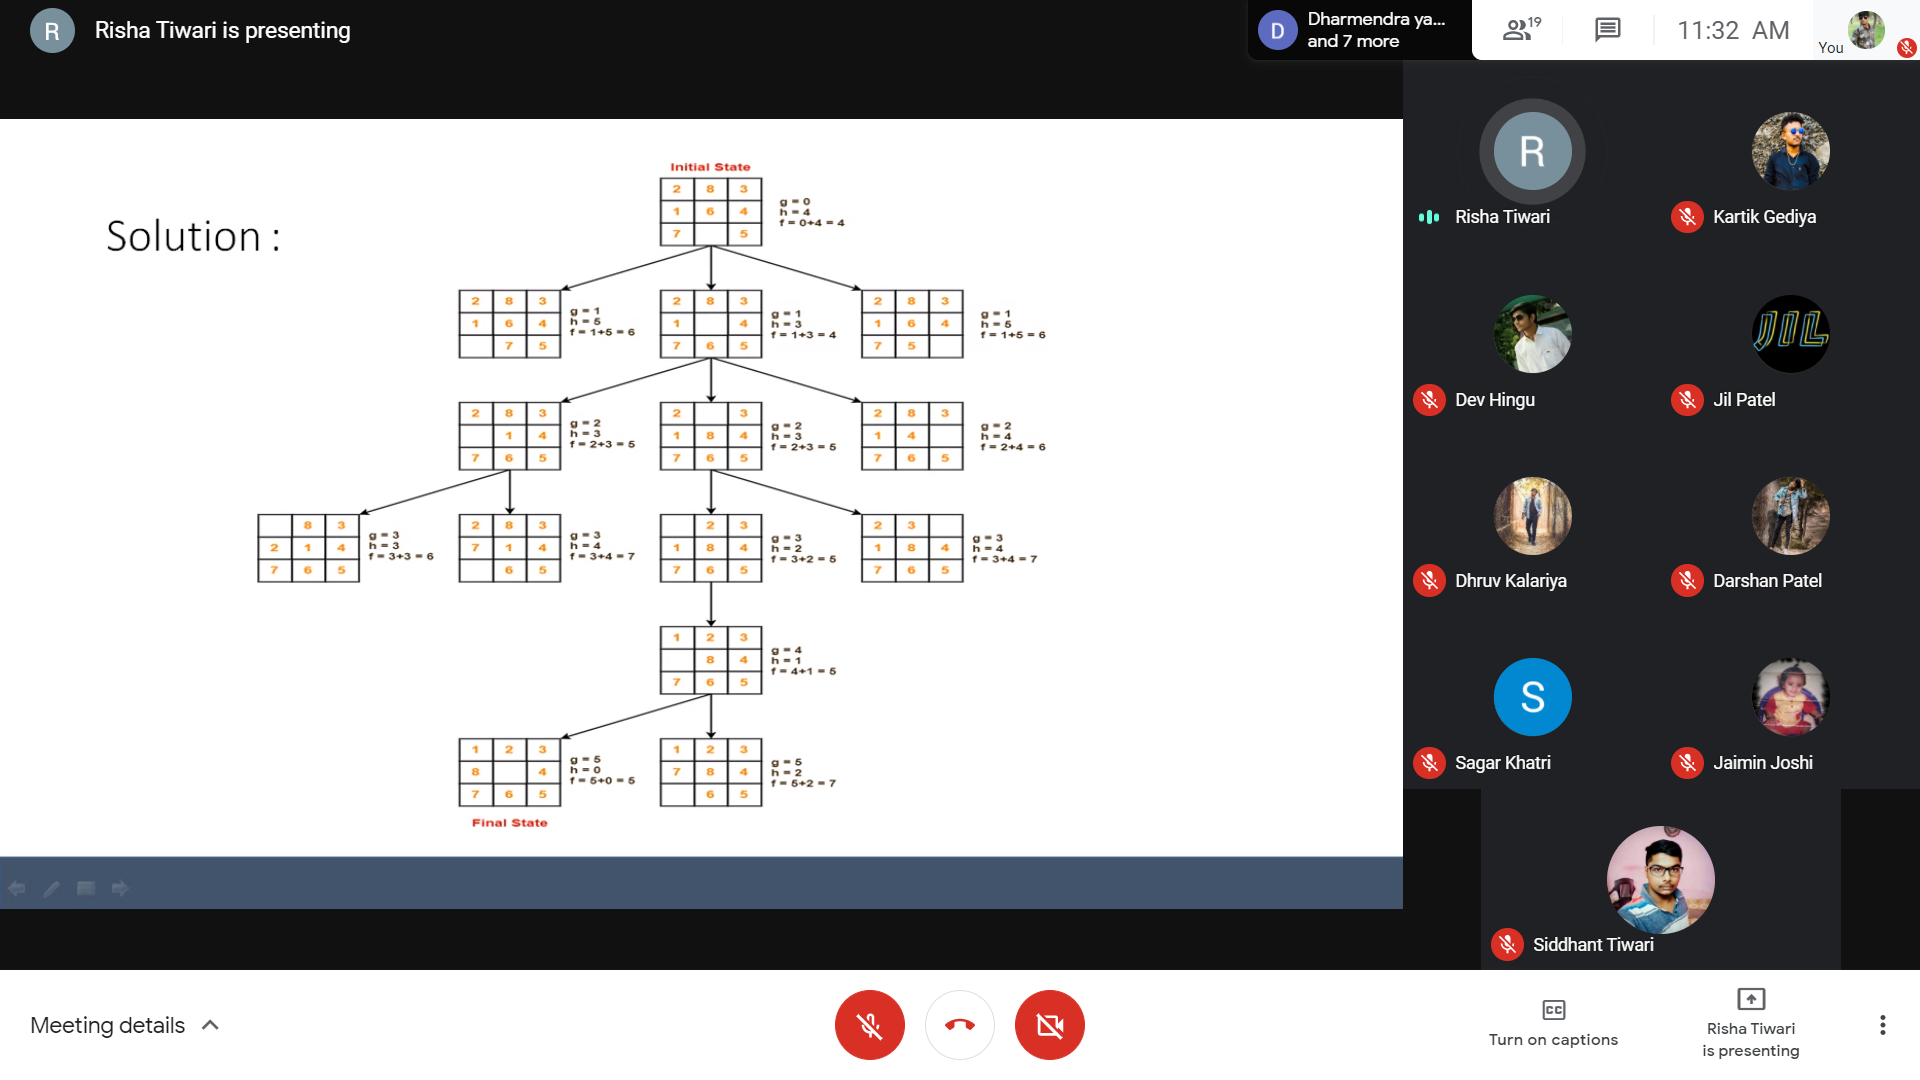 R Risha Tiwari is presenting
D Dharmendra ya...
and 7 more
19
11:32 AM
You
Solution :
Initial State
2 8 3
1 6 4
7 5
g = 0
h = 4
f = 0+4 = 4
2 8 3
1 6 4
7 5
g = 1
h = 5
f = 1+5 = 6
2 8 3
1 4
7 6 5
g = 1
h = 3
f = 1+3 = 4
2 8 3
1 6 4
7 5
g = 1
h = 5
f = 1+5 = 6
2 8 3
1 4
7 6 5
g = 2
h = 3
f = 2+3 = 5
2 3
1 8 4
7 6 5
g = 2
h = 3
f = 2+3 = 5
2 8 3
1 4
7 6 5
g = 2
h = 4
f = 2+4 = 6
8 3
2 1 4
7 6 5
g = 3
h = 3
f = 3+3 = 6
2 8 3
7 1 4
6 5
g = 3
h = 4
f = 3+4 = 7
2 3
1 8 4
7 6 5
g = 3
h = 2
f = 3+2 = 5
2 3
1 8 4
7 6 5
g = 3
h = 4
f = 3+4 = 7
1 2 3
8 4
7 6 5
g = 4
h = 1
f = 4+1 = 5
1 2 3
8 4
7 6 5
g = 5
h = 0
f = 5+0 = 5
1 2 3
7 8 4
6 5
g = 5
h = 2
f = 5+2 = 7
Final State
R
Risha Tiwari
Kartik Gediya
Dev Hingu
JIL
Jil Patel
Dhruv Kalariya
Darshan Patel
S
Sagar Khatri
Jaimin Joshi
Siddhant Tiwari
Meeting details
CC
Turn on captions
Risha Tiwari
is presenting